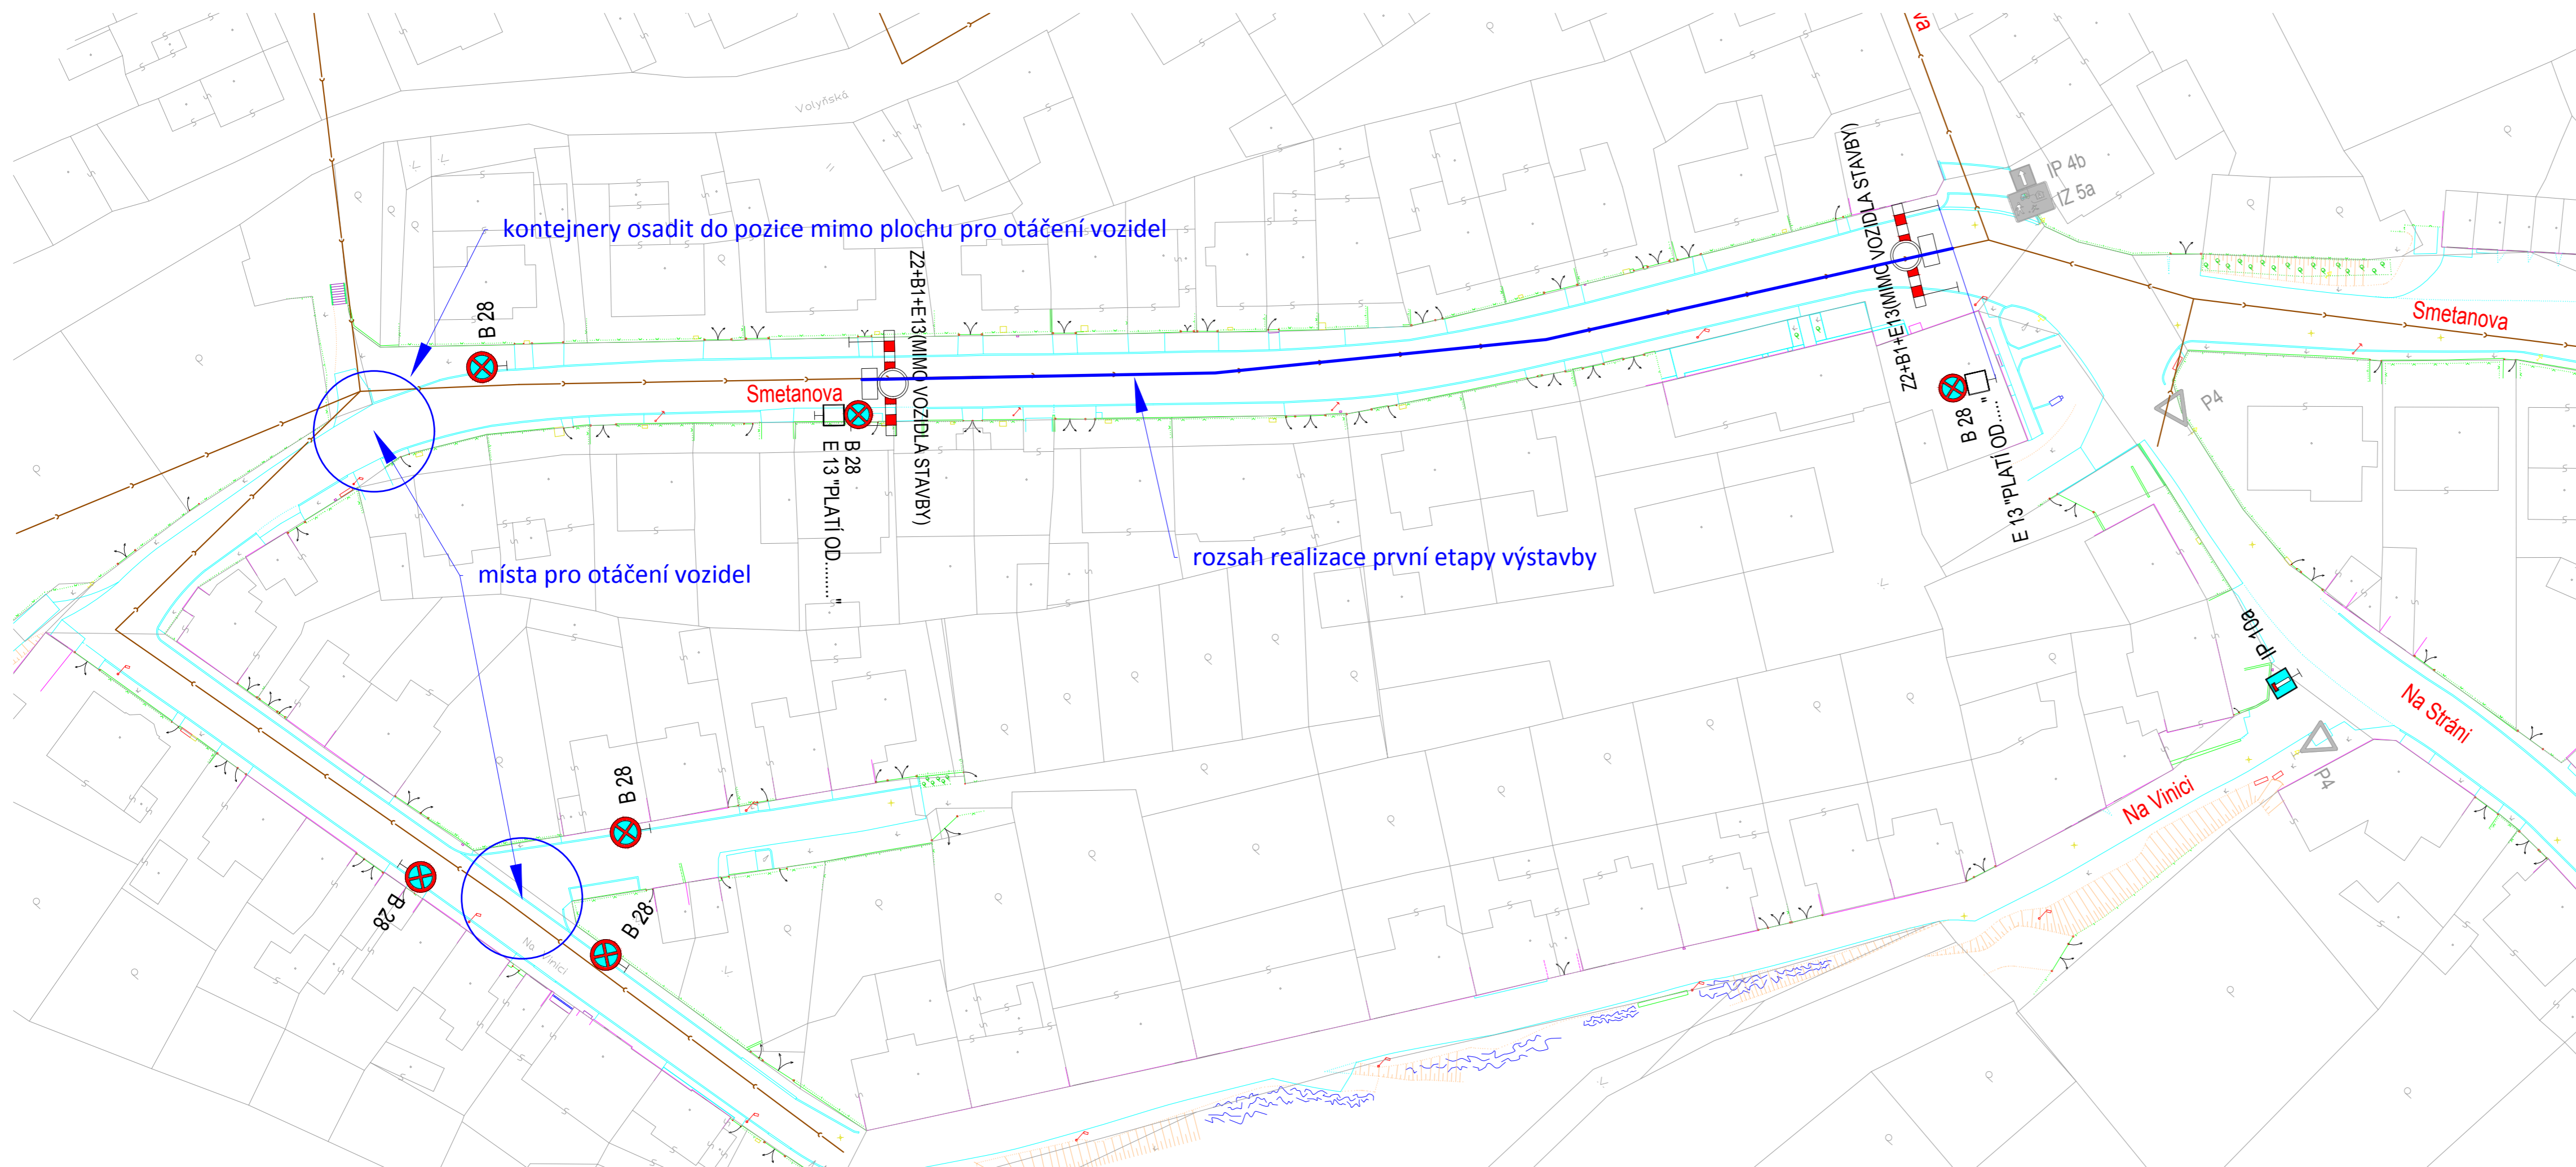 Volyňská
va
IP 4b
IZ 5a
kontejnery osadit do pozice mimo plochu pro otáčení vozidel
B 28
Z2+B1+E13(MIMO VOZIDLA STAVBY)
Z2+B1+E13(MIMO VOZIDLA STAVBY)
Smetanova
Smetanova
B 28
E 13 "PLATÍ OD........"
B 28
E 13 "PLATÍ OD...."
P4
rozsah realizace první etapy výstavby
místa pro otáčení vozidel
IP 10a
Na Stráni
P4
Na Vinici
B 28
B 28
B 28
Na Vinici